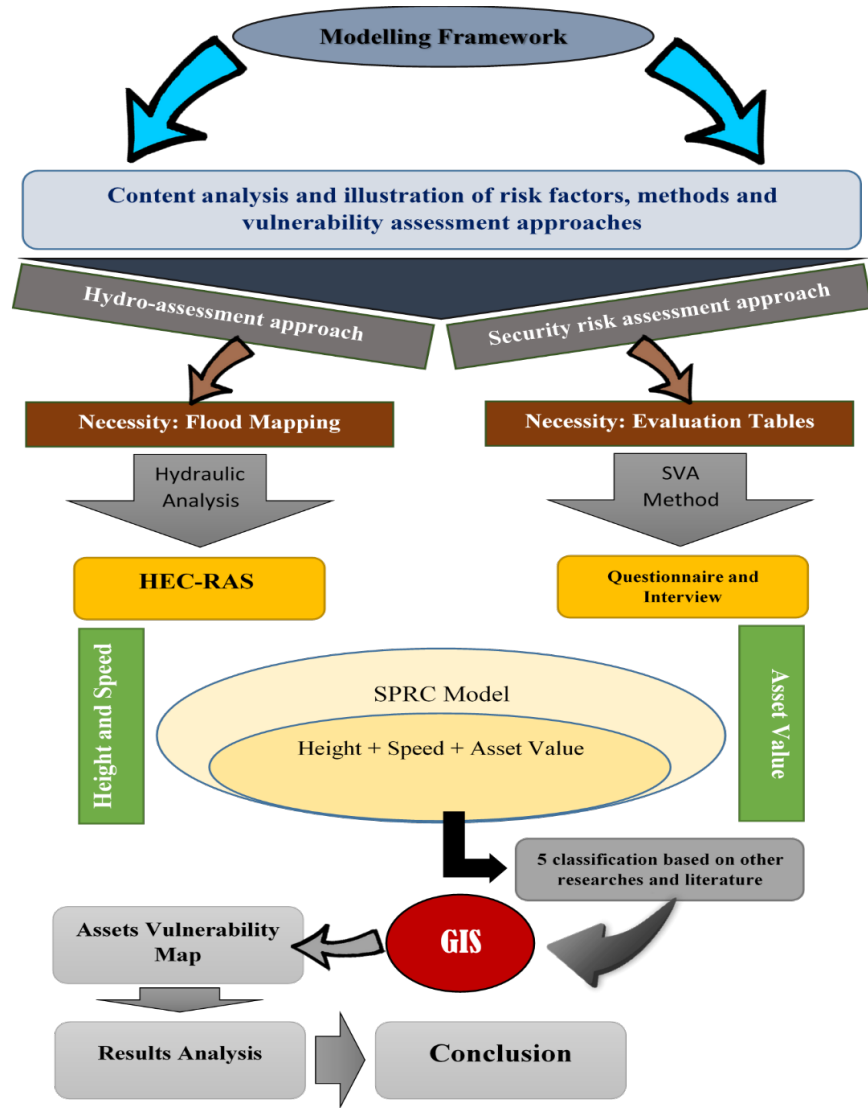 Modelling Framework
Content analysis and illustration of risk factors, methods and
vulnerability assessment approaches
Hydro-assessment approach
Security risk assessment approach
Necessity: Flood Mapping
Necessity: Evaluation Tables
Hydraulic
Analysis
SVA
Method
HEC-RAS
Questionnaire and
Interview
Height and Speed
SPRC Model
Height + Speed + Asset Value
Asset Value
5 classification based on other
researches and literature
GIS
Assets Vulnerability
Map
Results Analysis
Conclusion